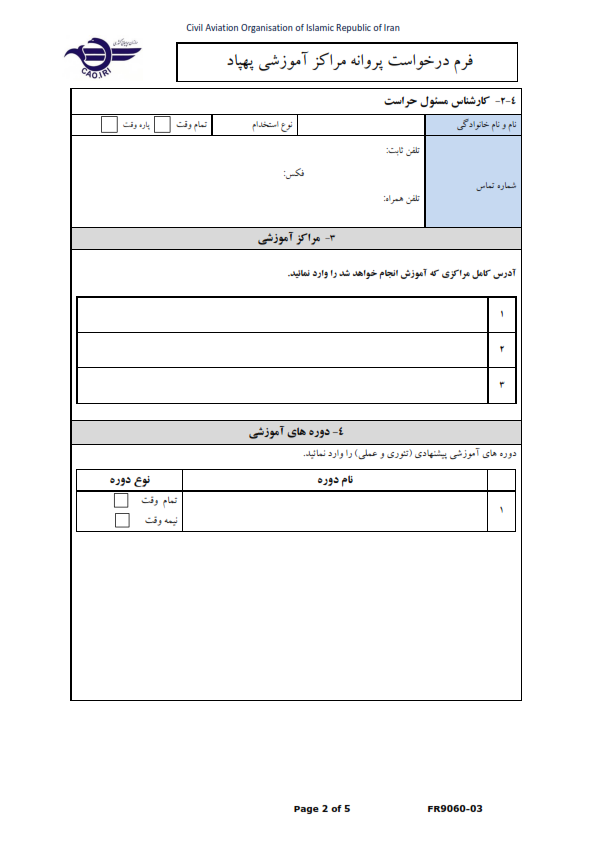 Civil Aviation Organisation of Islamic Republic of Iran
CAO.IRI
فرم درخواست پروانه مراکز آموزشی پهپاد
۲-٤- کارشناس مسئول حراست
نام و نام خانوادگی
نوع استخدام
تمام وقت
پاره وقت
شماره تماس
تلفن ثابت:
فکس:
تلفن همراه:
۳- مراکز آموزشی
آدرس کامل مراکزی که آموزش انجام خواهد شد را وارد نمائید.
۱
۲
۳
٤- دوره های آموزشی
دوره های آموزشی پیشنهادی (تئوری و عملی) را وارد نمائید.
نام دوره
نوع دوره
۱
تمام وقت
نیمه وقت
Page 2 of 5
FR9060-03